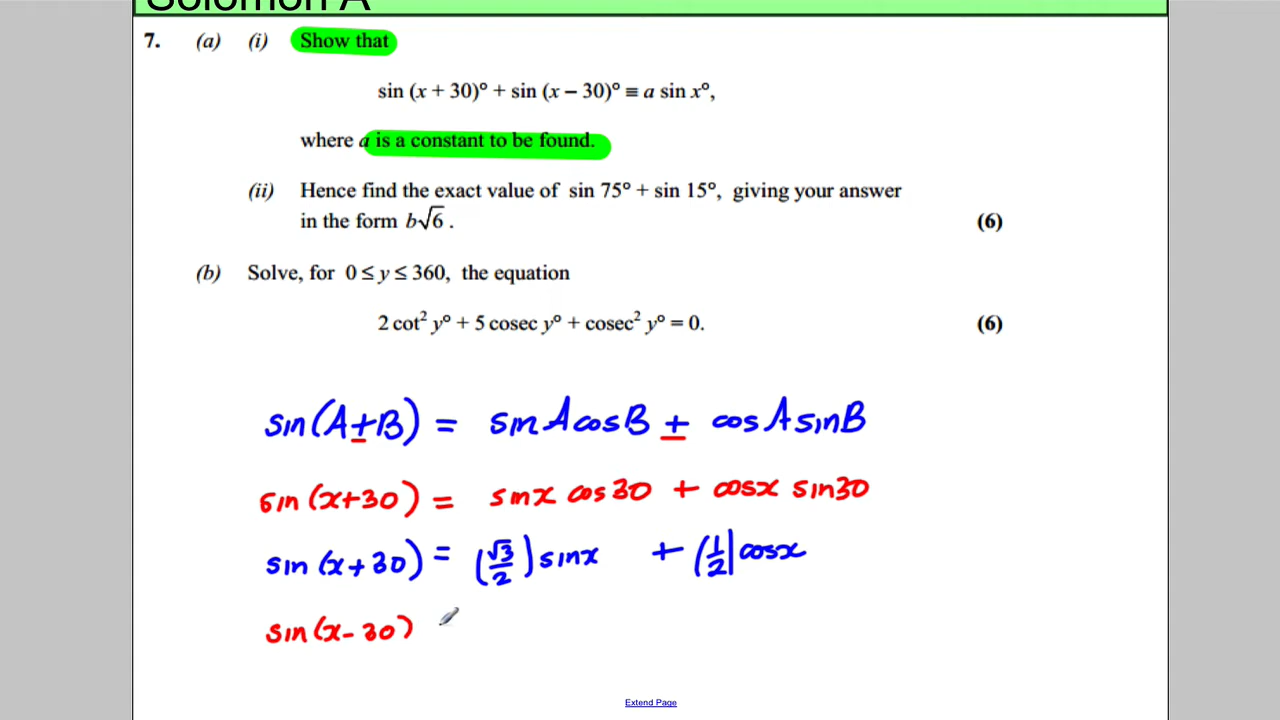 Solomon A
7. (a) (i) Show that
sin (x + 30)° + sin (x − 30)° ≡ a sin x°,
where a is a constant to be found.
(ii) Hence find the exact value of sin 75° + sin 15°, giving your answer
in the form b√6 . (6)
(b) Solve, for 0 ≤ y ≤ 360, the equation
2 cot² y° + 5 cosec y° + cosec² y° = 0. (6)
sin(A±B) = sinAcosB ± cosAsinB
sin(x+30) = sinx cos30 + cosx sin30
sin(x+30) = (√3/2)sinx + (1/2)cosx
sin(x-30)
Extend Page